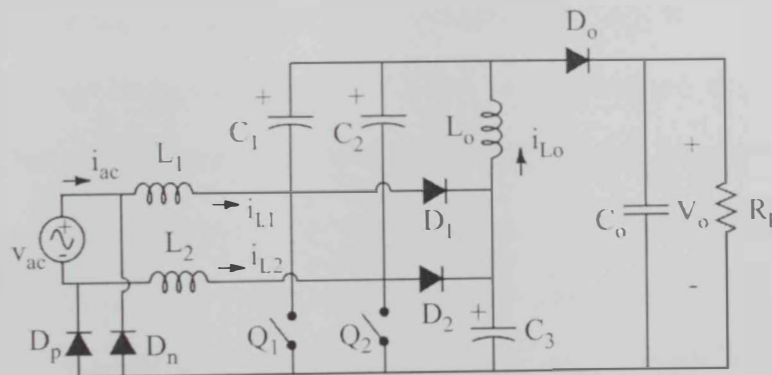 D_o
+
+
C_1
C_2
L_o
i_Lo
i_ac
L_1
+
i_L1
D_1
C_o
V_o
R_L
v_ac
+
-
L_2
i_L2
D_2
+
-
D_p
D_n
Q_1
Q_2
C_3